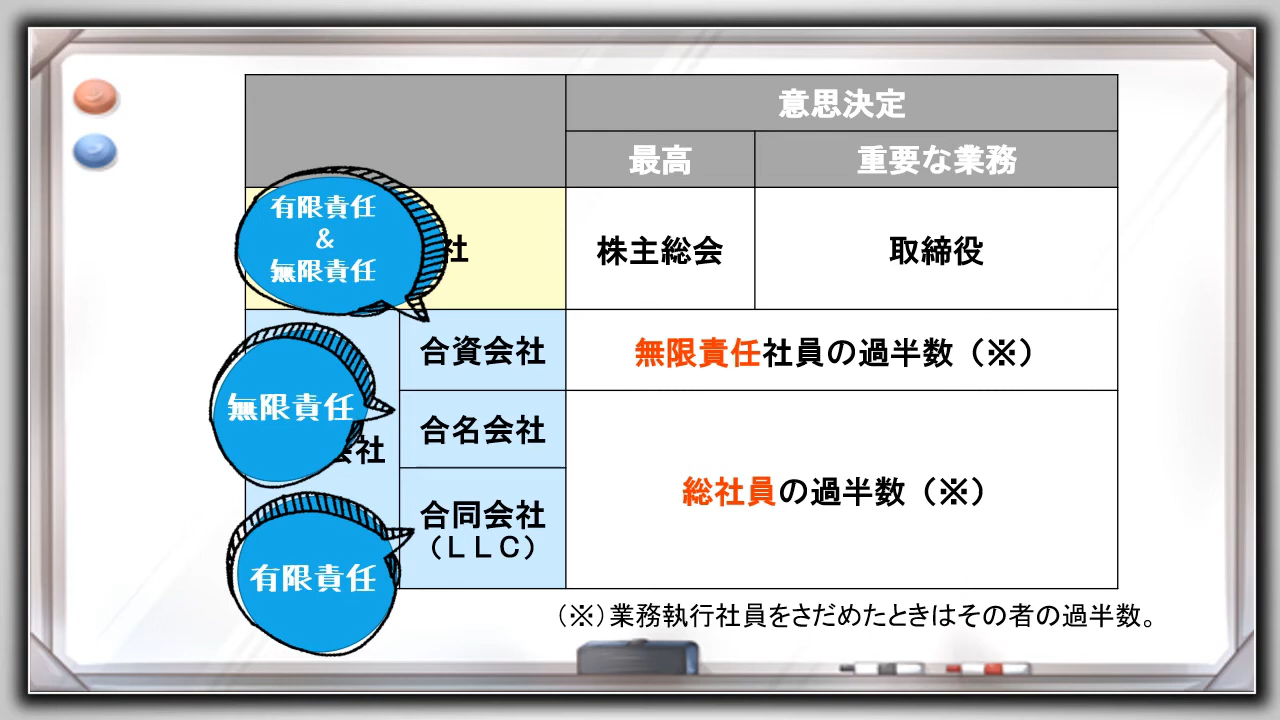 意思決定
最高
重要な業務
有限責任
&
無限責任
社
株主総会
取締役
合資会社
無限責任社員の過半数（※）
無限責任
会社
合名会社
総社員の過半数（※）
合同会社
（ＬＬＣ）
有限責任
（※）業務執行社員をさだめたときはその者の過半数。